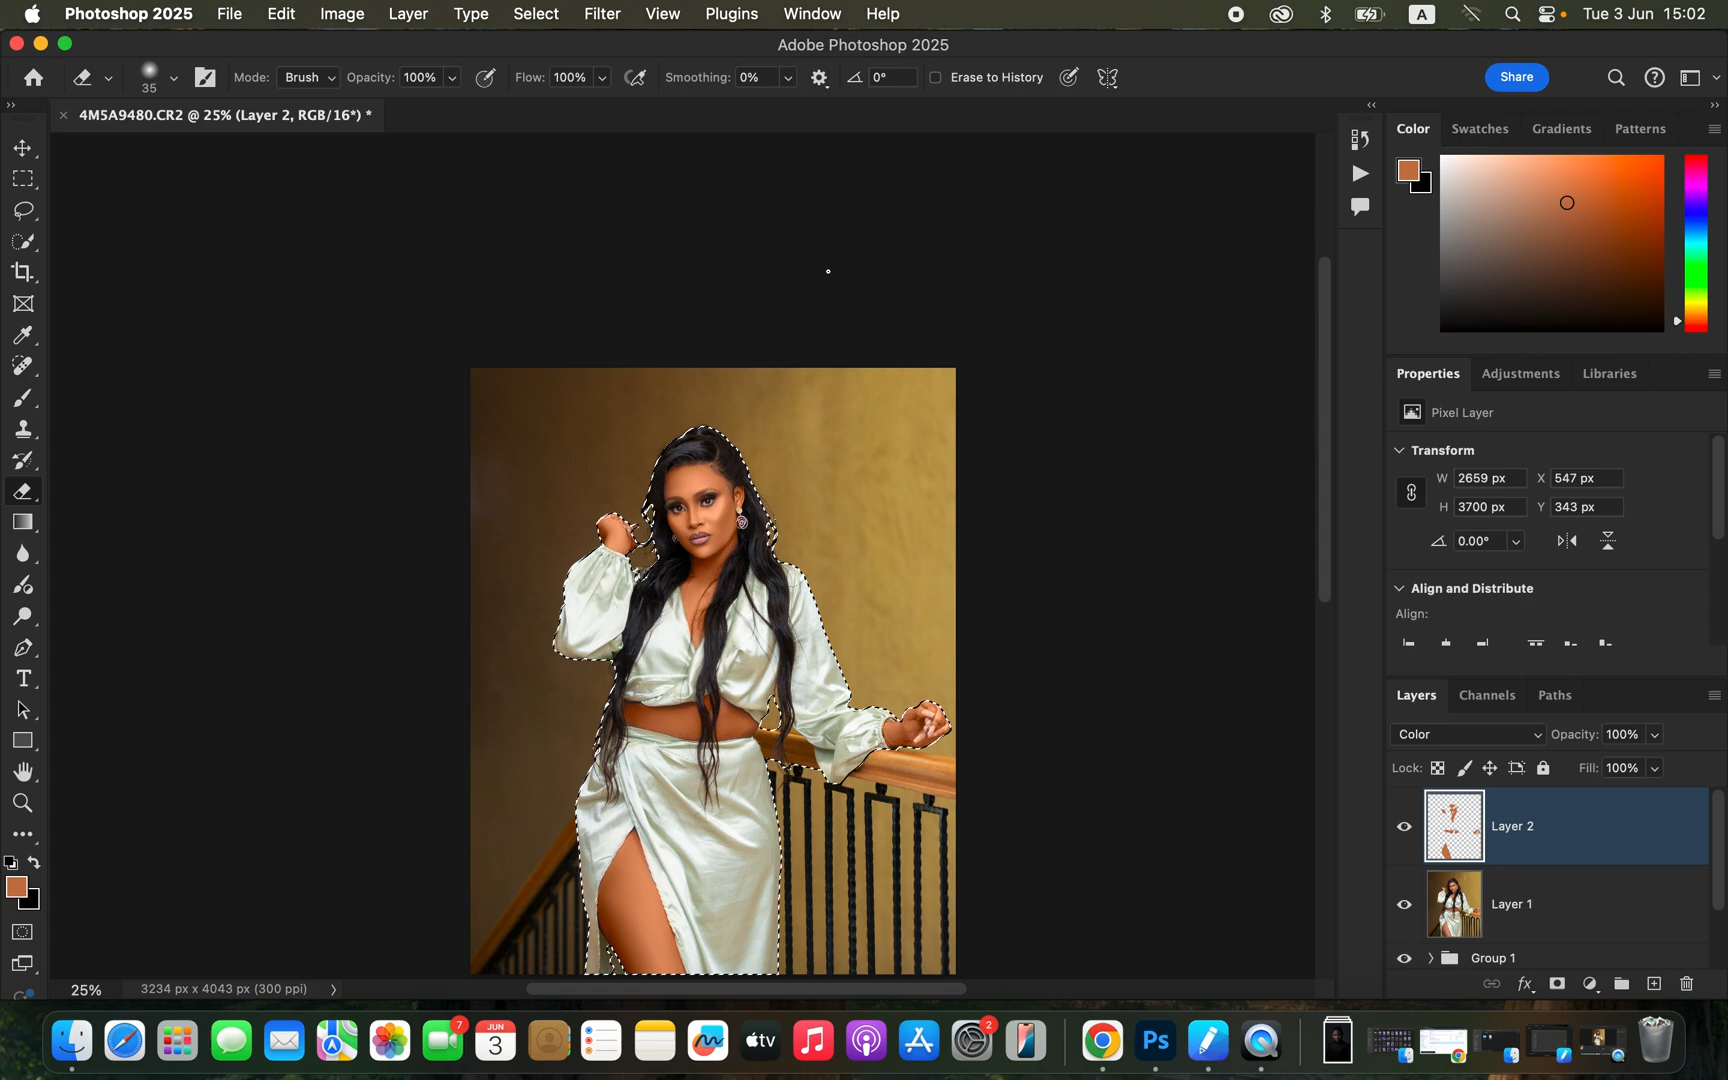 Photoshop 2025 File Edit Image Layer Type Select Filter View Plugins Window Help A Tue 3 Jun 15:02
Adobe Photoshop 2025
35 Mode: Brush Opacity: 100% Flow: 100% Smoothing: 0% 0° Erase to History Share
4M5A9480.CR2 @ 25% (Layer 2, RGB/16*) *
Color Swatches Gradients Patterns
Properties Adjustments Libraries
Pixel Layer
Transform
W 2659 px X 547 px
H 3700 px Y 343 px
0.00°
Align and Distribute
Align:
Layers Channels Paths
Color Opacity: 100%
Lock: Fill: 100%
Layer 2
Layer 1
Group 1
fx
25% 3234 px x 4043 px (300 ppi)
7
JUN
3
tv
2
Ps